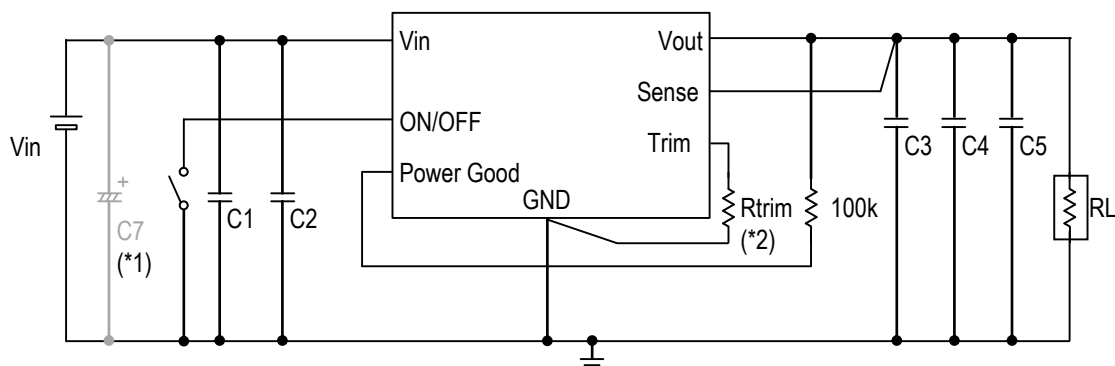 Vin
Vin
ON/OFF
Power Good
GND
Vout
Sense
Trim
C7
(*1)
+
C1
C2
Rtrim
(*2)
100k
C3
C4
C5
RL